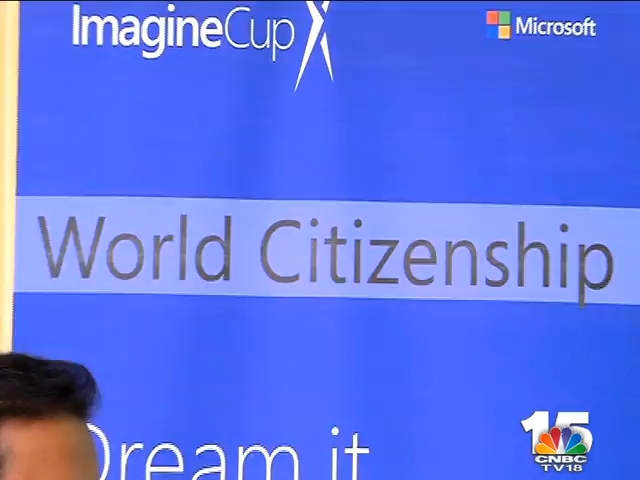 ImagineCup
Microsoft
World Citizenship
Dream it
15
CNBC
TV18